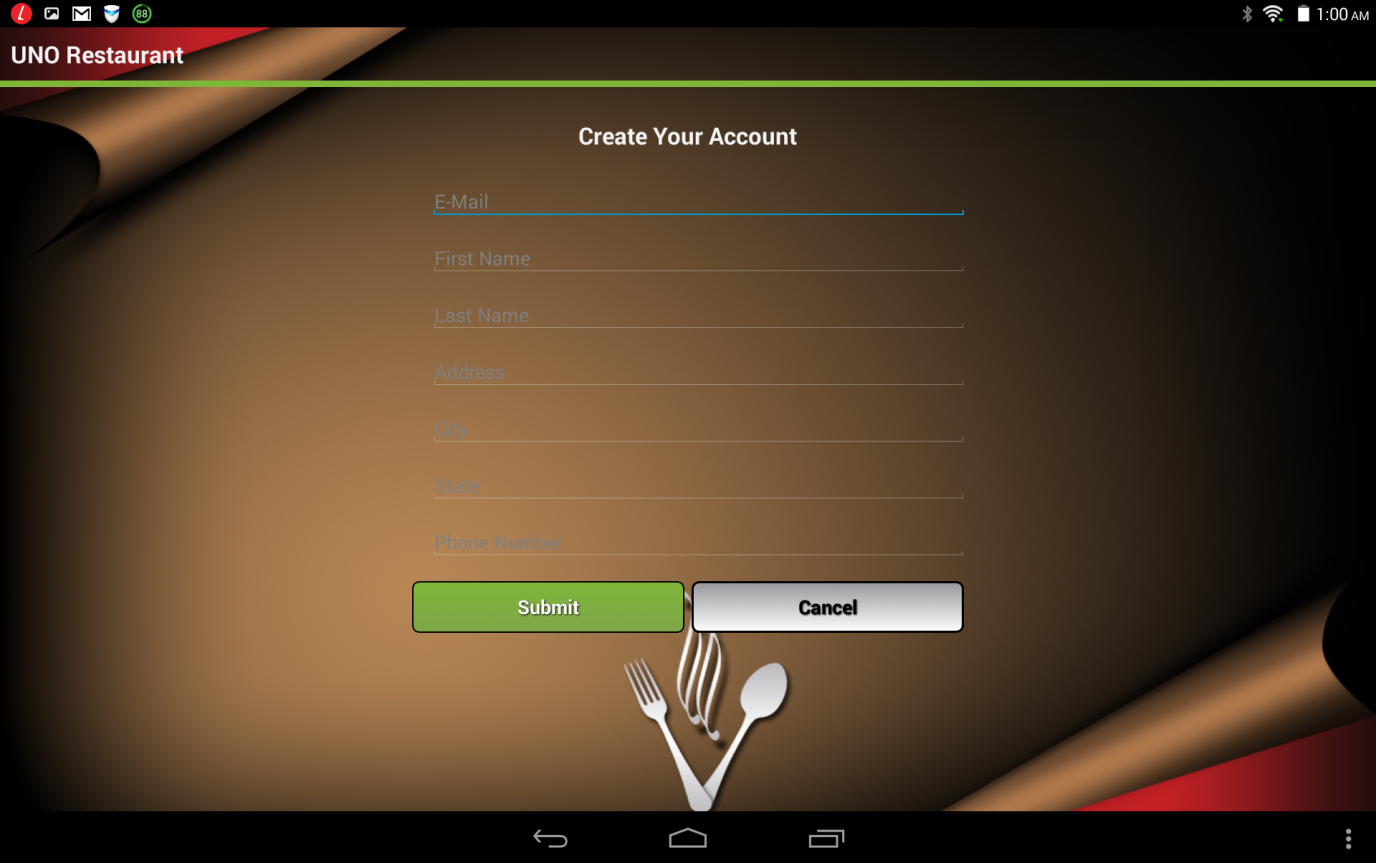 88
1:00 AM
UNO Restaurant
Create Your Account
E-Mail
First Name
Last Name
Address
City
State
Phone Number
Submit
Cancel